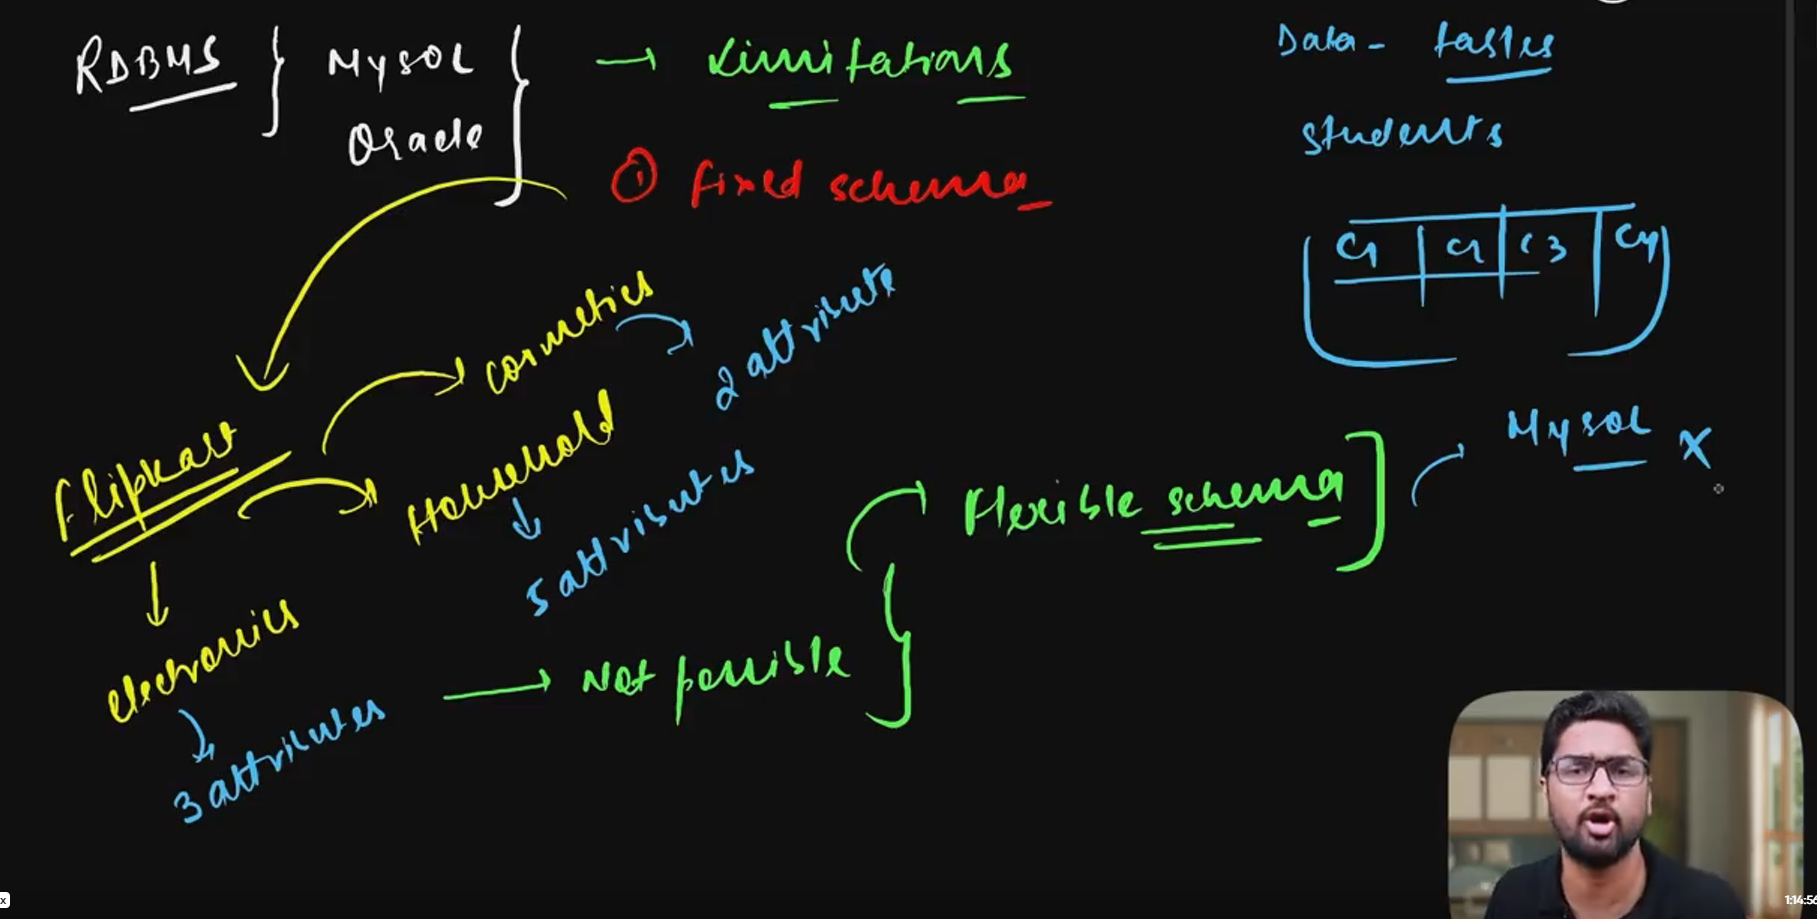 RDBMS } MySQL } → Limitations
Oracle
① fixed schema
Data - tables
students
C1 | C2 | C3 | C4
Flipkart
cosmetics
2 attribute
Household
5 attributes
electronics
3 attributes
→ Not possible
Flexible schema
MySQL X
x
1:14:56